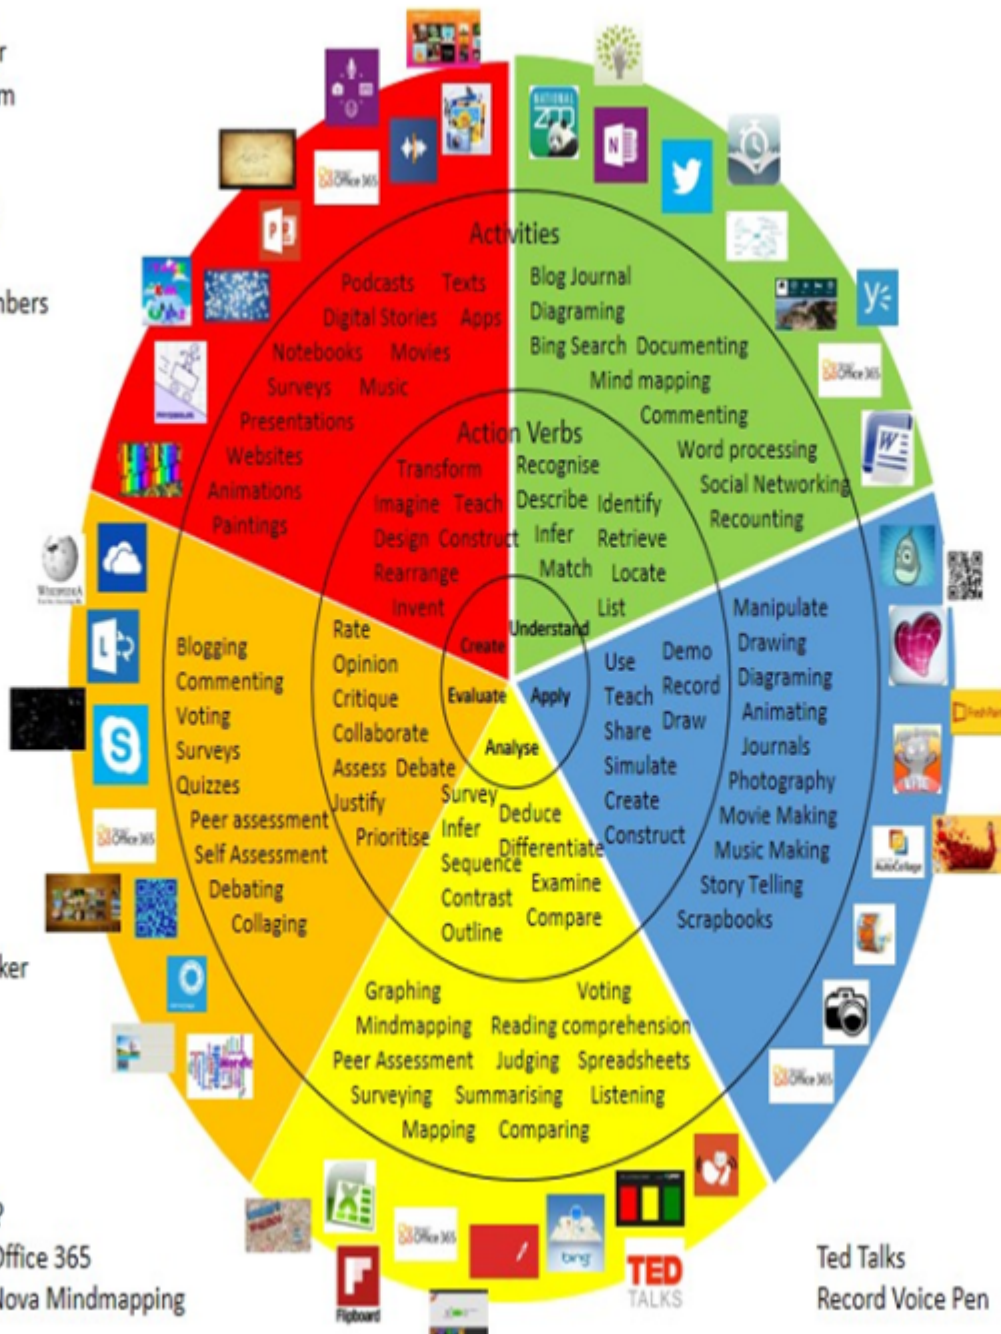 r
m
nbers
ker
?
Office 365
Nova Mindmapping
Ted Talks
Record Voice Pen
Activities
Podcasts Texts
Digital Stories Apps
Notebooks Movies
Surveys Music
Presentations
Websites
Animations
Paintings
Action Verbs
Transform
Imagine Teach
Design Construct
Rearrange
Invent
Create
Blog Journal
Diagraming
Bing Search Documenting
Mind mapping
Commenting
Word processing
Social Networking
Recounting
Recognise
Describe Identify
Infer Retrieve
Match Locate
List
Understand
Manipulate
Drawing
Diagraming
Animating
Journals
Photography
Movie Making
Music Making
Story Telling
Scrapbooks
Use Demo
Teach Record
Share Draw
Simulate
Create
Construct
Apply
Analyse
Survey Deduce
Infer Differentiate
Sequence Examine
Contrast Compare
Outline
Graphing Voting
Mindmapping Reading comprehension
Peer Assessment Judging Spreadsheets
Surveying Summarising Listening
Mapping Comparing
Evaluate
Rate
Opinion
Critique
Collaborate
Assess Debate
Justify
Prioritise
Blogging
Commenting
Voting
Surveys
Quizzes
Peer assessment
Self Assessment
Debating
Collaging
NATIONAL
ZOO
N
Office 365
P
y
Office 365
W
WIKIPEDIA
L
S
Office 365
AutoCollage
Office 365
X
Office 365
bing
Flipboard
TED
TALKS